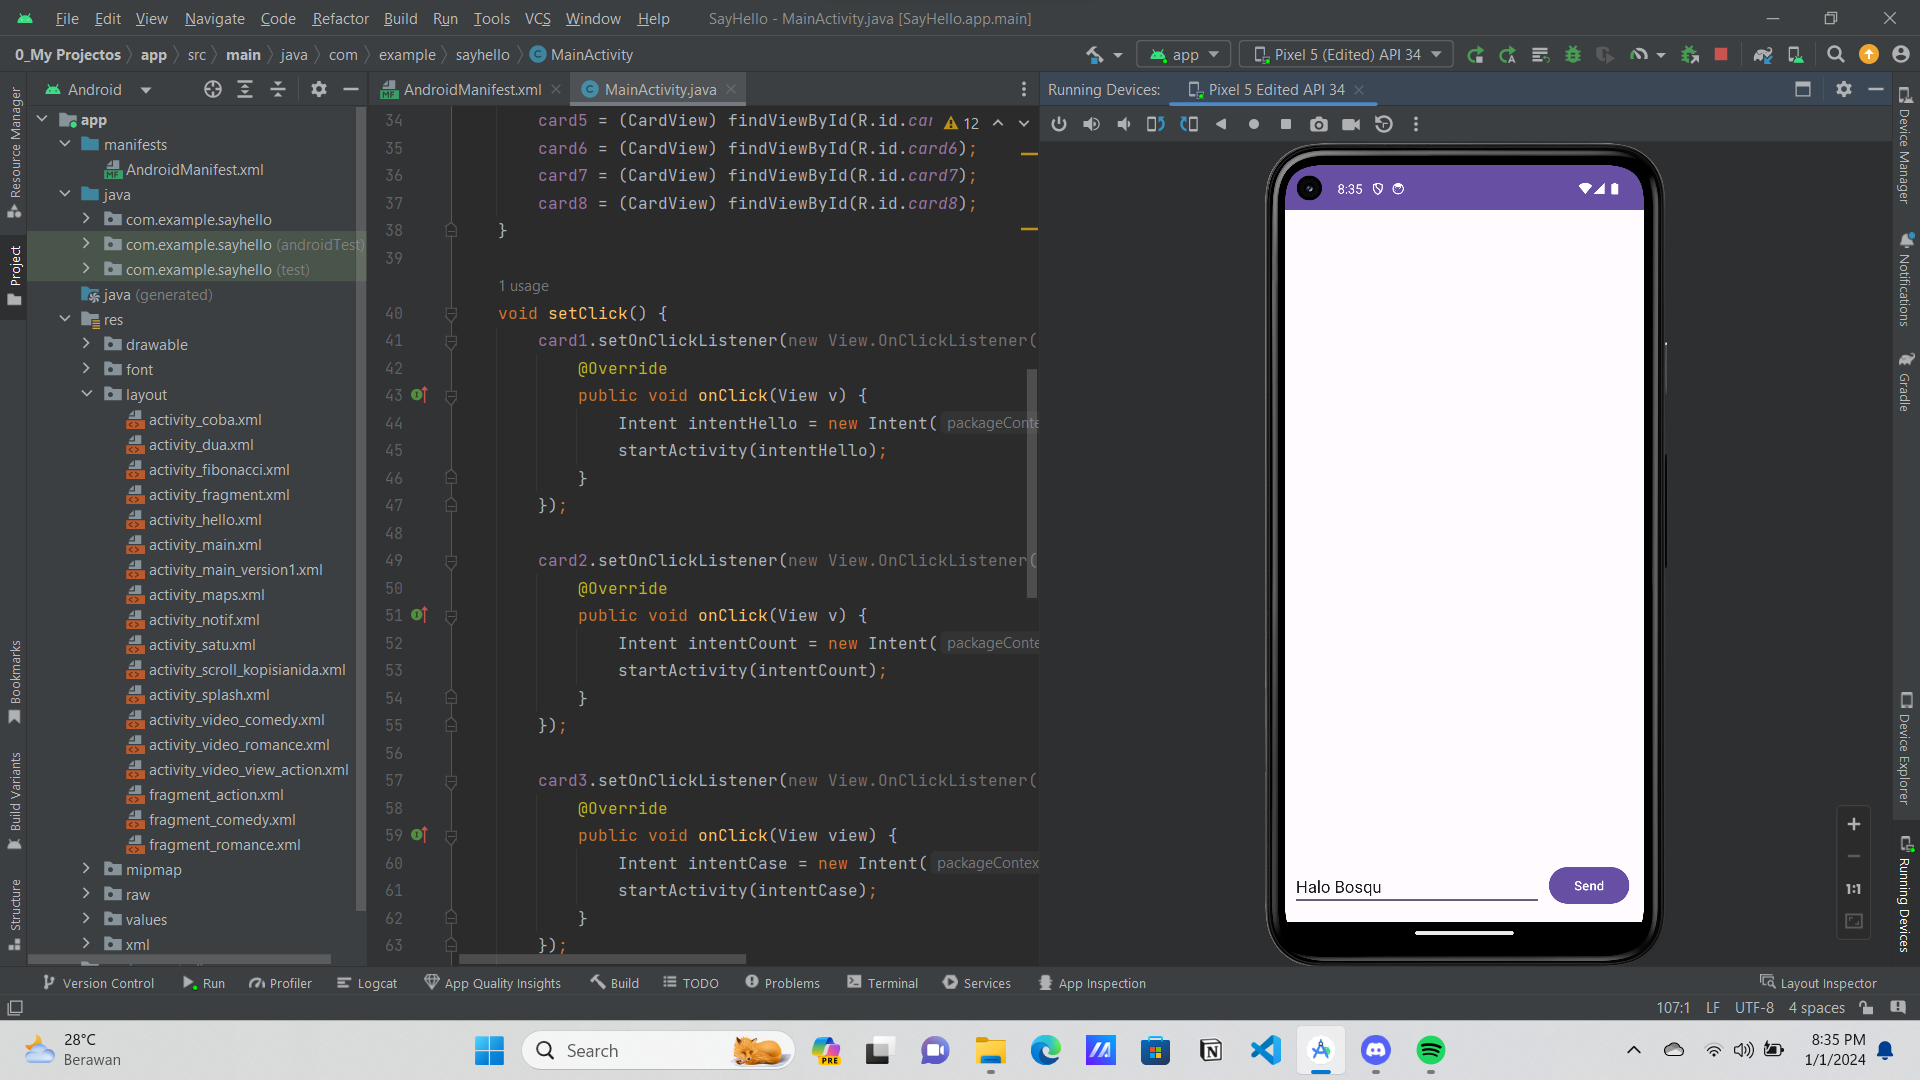 File Edit View Navigate Code Refactor Build Run Tools VCS Window Help SayHello - MainActivity.java [SayHello.app.main]
0_My Projectos app src main java com example sayhello MainActivity app Pixel 5 (Edited) API 34
Android
AndroidManifest.xml MainActivity.java
Running Devices: Pixel 5 Edited API 34
Resource Manager
Project
Bookmarks
Build Variants
Structure
app
manifests
AndroidManifest.xml
java
com.example.sayhello
com.example.sayhello (androidTest)
com.example.sayhello (test)
java (generated)
res
drawable
font
layout
activity_coba.xml
activity_dua.xml
activity_fibonacci.xml
activity_fragment.xml
activity_hello.xml
activity_main.xml
activity_main_version1.xml
activity_maps.xml
activity_notif.xml
activity_satu.xml
activity_scroll_kopisianida.xml
activity_splash.xml
activity_video_comedy.xml
activity_video_romance.xml
activity_video_view_action.xml
fragment_action.xml
fragment_comedy.xml
fragment_romance.xml
mipmap
raw
values
xml
12
34 card5 = (CardView) findViewById(R.id.car
35 card6 = (CardView) findViewById(R.id.card6);
36 card7 = (CardView) findViewById(R.id.card7);
37 card8 = (CardView) findViewById(R.id.card8);
38 }
39
1 usage
40 void setClick() {
41 card1.setOnClickListener(new View.OnClickListener(
42 @Override
43 public void onClick(View v) {
44 Intent intentHello = new Intent( packageConte
45 startActivity(intentHello);
46 }
47 });
48
49 card2.setOnClickListener(new View.OnClickListener(
50 @Override
51 public void onClick(View v) {
52 Intent intentCount = new Intent( packageConte
53 startActivity(intentCount);
54 }
55 });
56
57 card3.setOnClickListener(new View.OnClickListener(
58 @Override
59 public void onClick(View view) {
60 Intent intentCase = new Intent( packageContex
61 startActivity(intentCase);
62 }
63 });
8:35
Halo Bosqu
Send
1:1
Device Manager
Notifications
Gradle
Device Explorer
Running Devices
Version Control Run Profiler Logcat App Quality Insights Build TODO Problems Terminal Services App Inspection Layout Inspector
107:1 LF UTF-8 4 spaces
28°C
Berawan
Search
PRE
8:35 PM
1/1/2024